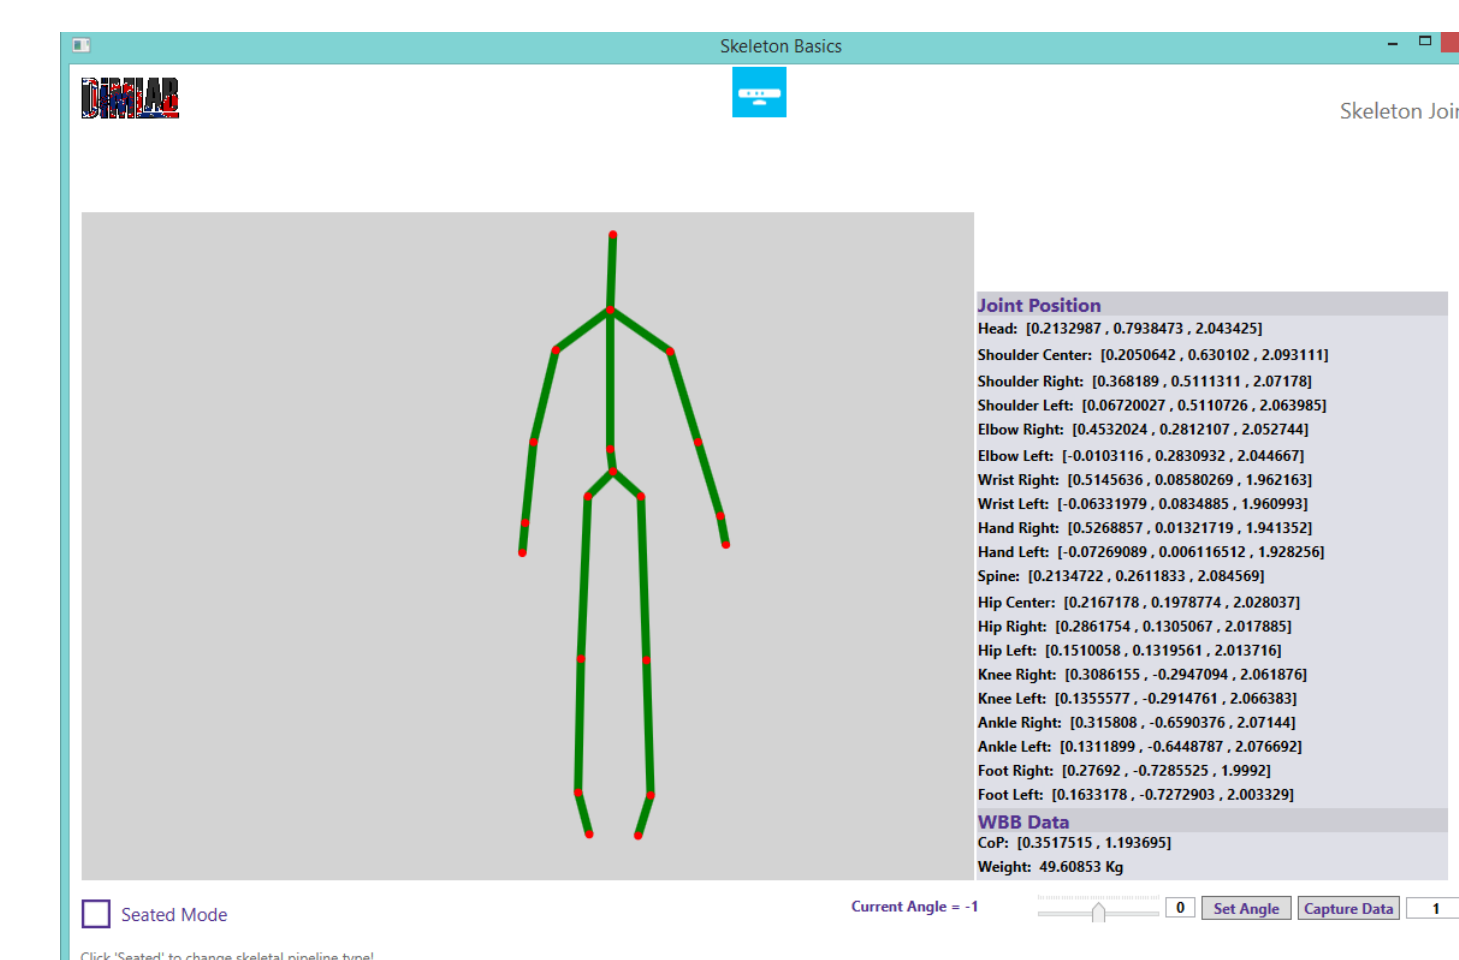 Skeleton Basics
DiMLAB
Skeleton Joi
Joint Position
Head: [0.2132987 , 0.7938473 , 2.043425]
Shoulder Center: [0.2050642 , 0.630102 , 2.093111]
Shoulder Right: [0.368189 , 0.5111311 , 2.07178]
Shoulder Left: [0.06720027 , 0.5110726 , 2.063985]
Elbow Right: [0.4532024 , 0.2812107 , 2.052744]
Elbow Left: [-0.0103116 , 0.2830932 , 2.044667]
Wrist Right: [0.5145636 , 0.08580269 , 1.962163]
Wrist Left: [-0.06331979 , 0.0834885 , 1.960993]
Hand Right: [0.5268857 , 0.01321719 , 1.941352]
Hand Left: [-0.07269089 , 0.006116512 , 1.928256]
Spine: [0.2134722 , 0.2611833 , 2.084569]
Hip Center: [0.2167178 , 0.1978774 , 2.028037]
Hip Right: [0.2861754 , 0.1305067 , 2.017885]
Hip Left: [0.1510058 , 0.1319561 , 2.013716]
Knee Right: [0.3086155 , -0.2947094 , 2.061876]
Knee Left: [0.1355577 , -0.2914761 , 2.066383]
Ankle Right: [0.315808 , -0.6590376 , 2.07144]
Ankle Left: [0.1311899 , -0.6448787 , 2.076692]
Foot Right: [0.27692 , -0.7285525 , 1.9992]
Foot Left: [0.1633178 , -0.7272903 , 2.003329]
WBB Data
CoP: [0.3517515 , 1.193695]
Weight: 49.60853 Kg
Seated Mode
Current Angle = -1
0
Set Angle
Capture Data
1
Click 'Seated' to change skeletal pipeline type!